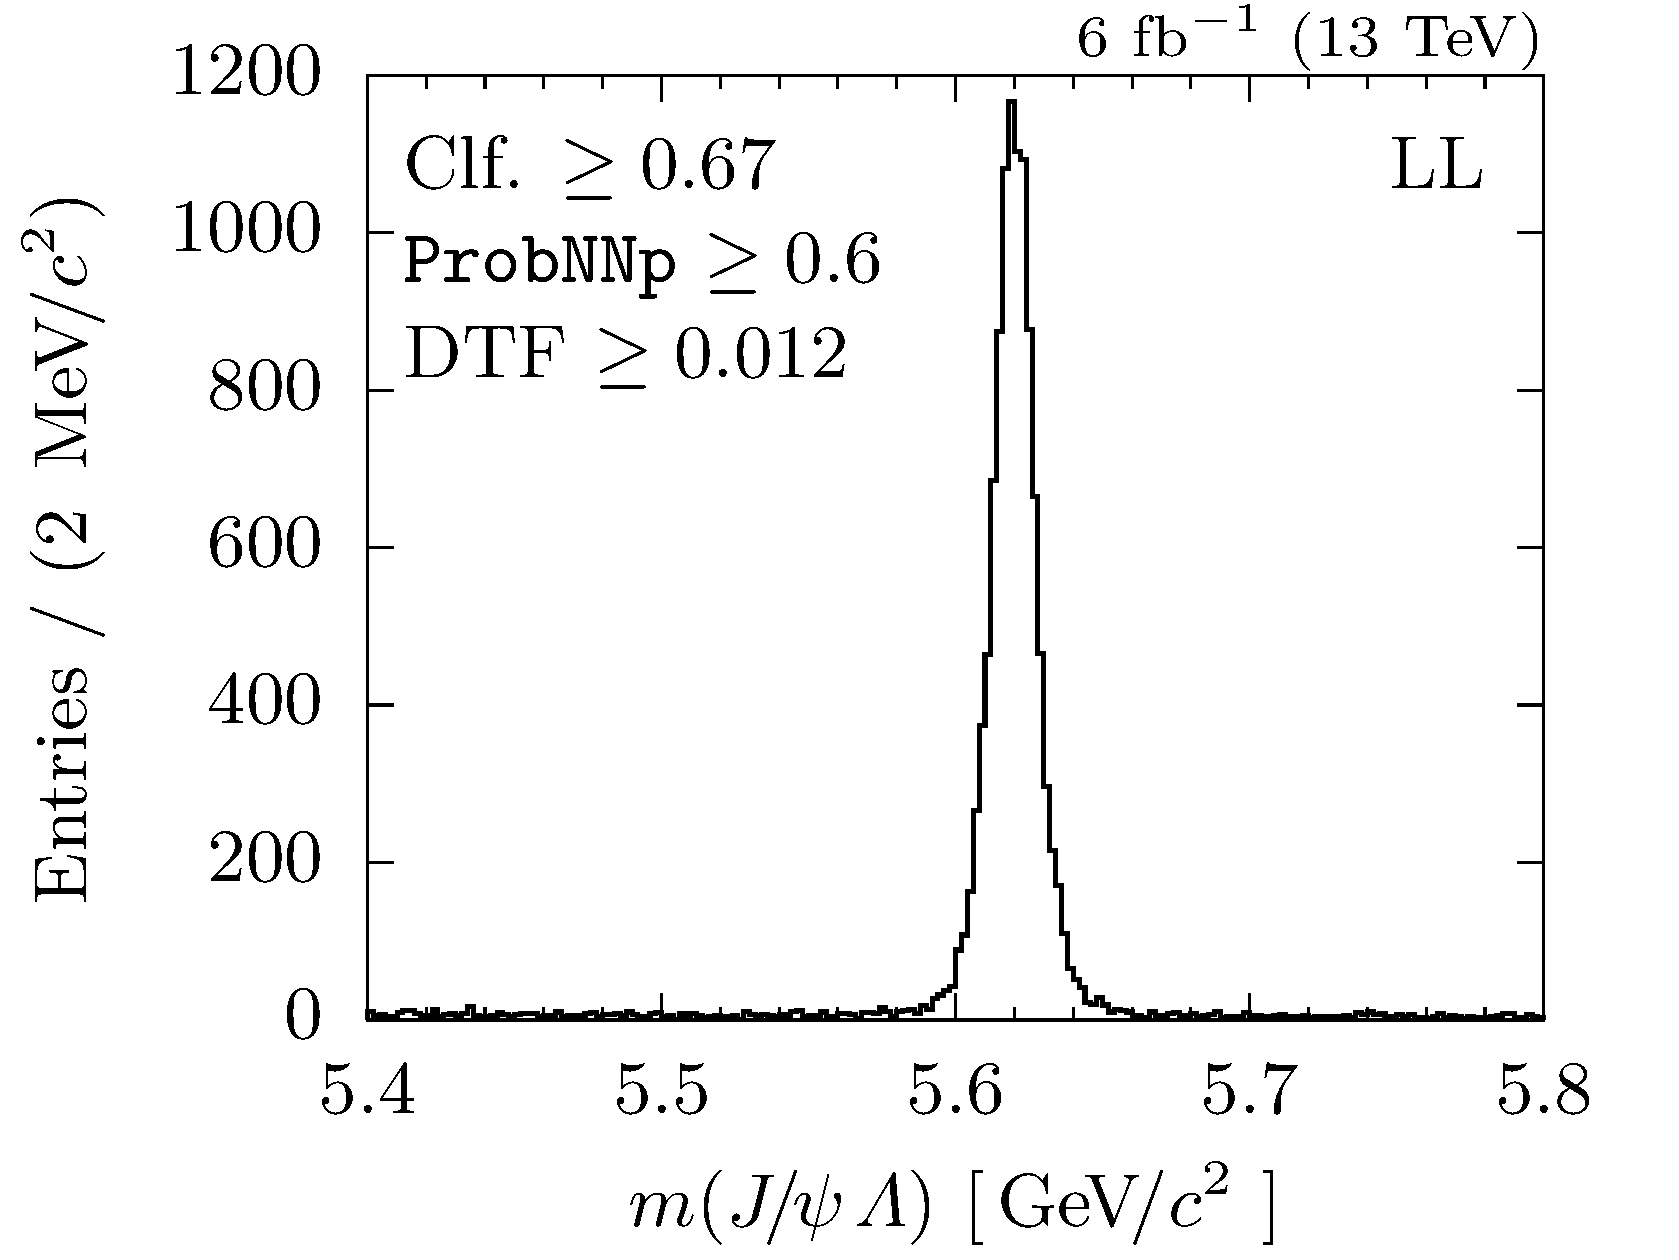 6 fb⁻¹ (13 TeV)
Clf. ≥ 0.67
LL
ProbNNp ≥ 0.6
DTF ≥ 0.012
Entries / (2 MeV/c²)
1200
1000
800
600
400
200
0
5.4 5.5 5.6 5.7 5.8
m(J/ψ Λ) [ GeV/c² ]